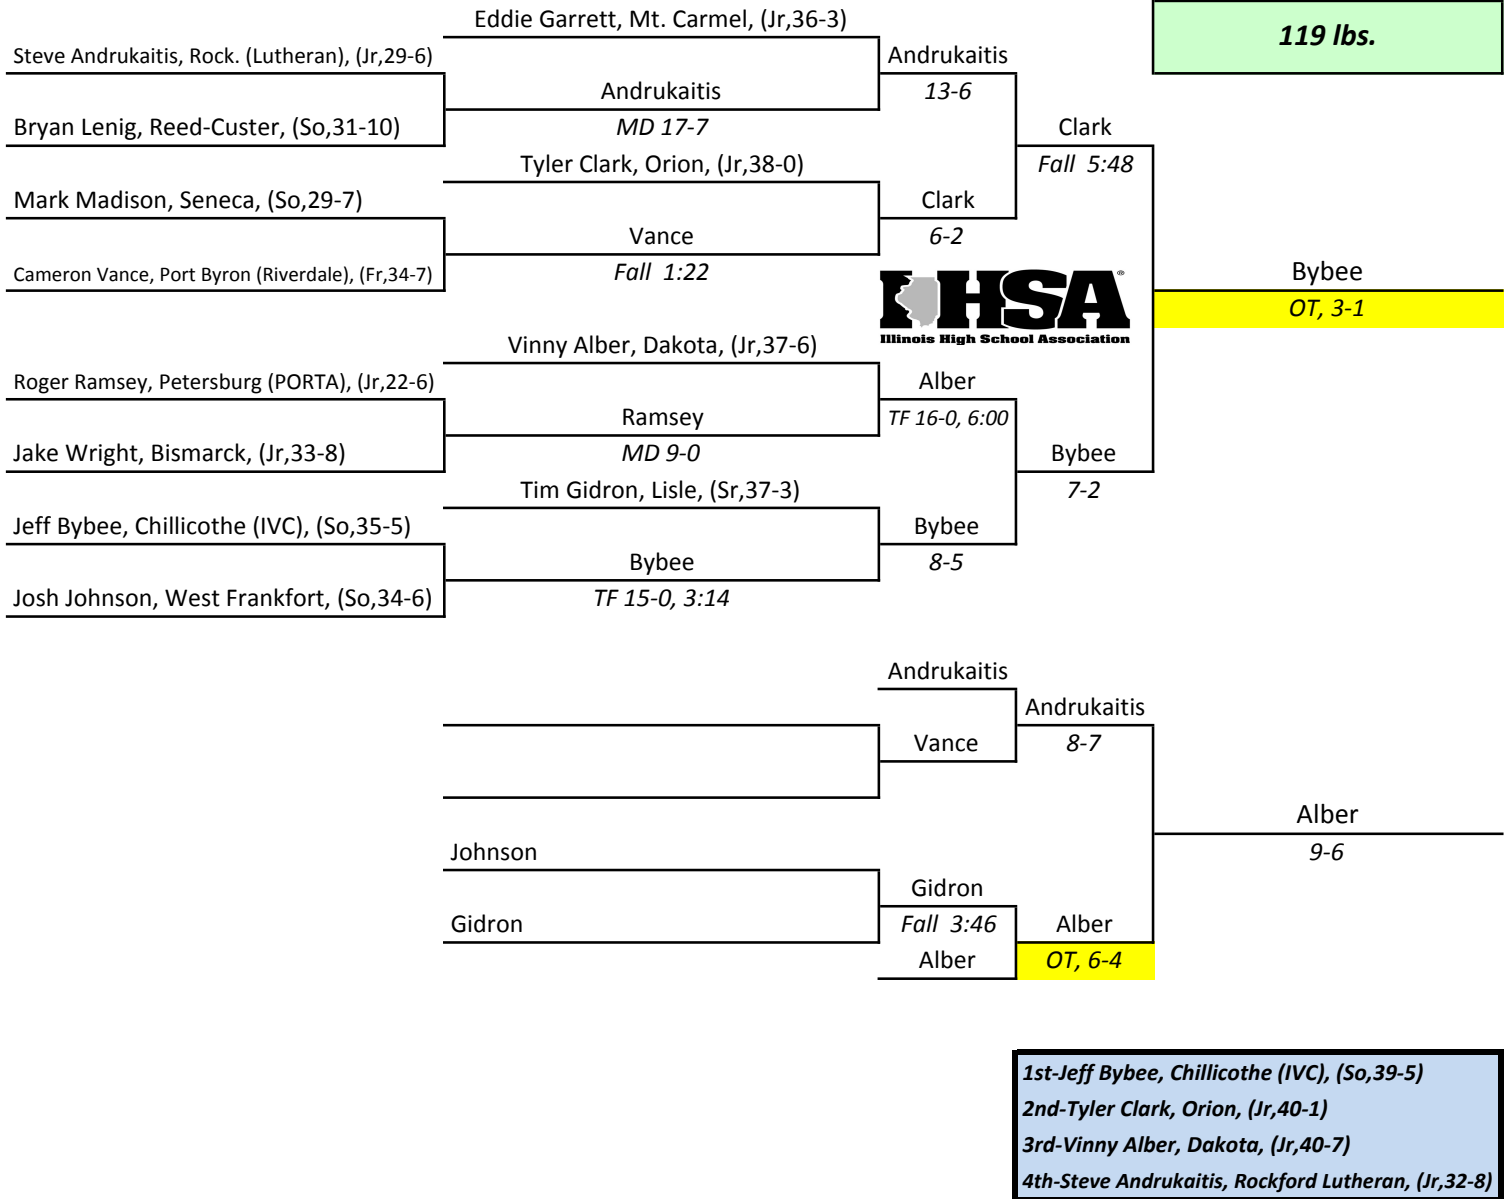 Eddie Garrett, Mt. Carmel, (Jr,36-3)
119 lbs.
Steve Andrukaitis, Rock. (Lutheran), (Jr,29-6)
Andrukaitis
Andrukaitis
13-6
Bryan Lenig, Reed-Custer, (So,31-10)
MD 17-7
Clark
Tyler Clark, Orion, (Jr,38-0)
Fall 5:48
Mark Madison, Seneca, (So,29-7)
Clark
Vance
6-2
Cameron Vance, Port Byron (Riverdale), (Fr,34-7)
Fall 1:22
Bybee
IHSA®
OT, 3-1
Illinois High School Association
Vinny Alber, Dakota, (Jr,37-6)
Roger Ramsey, Petersburg (PORTA), (Jr,22-6)
Alber
Ramsey
TF 16-0, 6:00
Jake Wright, Bismarck, (Jr,33-8)
MD 9-0
Bybee
Tim Gidron, Lisle, (Sr,37-3)
7-2
Jeff Bybee, Chillicothe (IVC), (So,35-5)
Bybee
Bybee
8-5
Josh Johnson, West Frankfort, (So,34-6)
TF 15-0, 3:14
Andrukaitis
Andrukaitis
Vance
8-7
Alber
Johnson
9-6
Gidron
Gidron
Fall 3:46
Alber
Alber
OT, 6-4
1st-Jeff Bybee, Chillicothe (IVC), (So,39-5)
2nd-Tyler Clark, Orion, (Jr,40-1)
3rd-Vinny Alber, Dakota, (Jr,40-7)
4th-Steve Andrukaitis, Rockford Lutheran, (Jr,32-8)